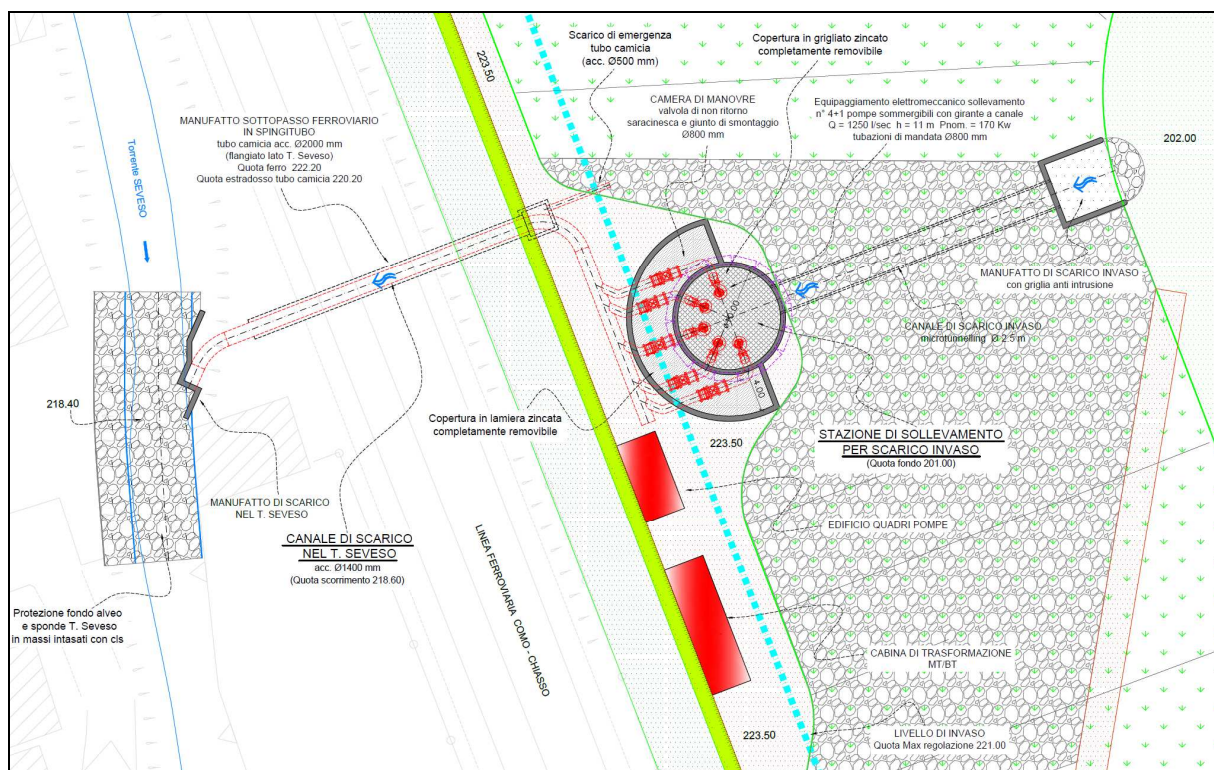 Scarico di emergenza
tubo camicia
(acc. Ø500 mm)
Copertura in grigliato zincato
completamente removibile
223.50
CAMERA DI MANOVRE
valvola di non ritorno
saracinesca e giunto di smontaggio
Ø800 mm
Equipaggiamento elettromeccanico sollevamento
n° 4+1 pompe sommergibili con girante a canale
Q = 1250 l/sec h = 11 m Pnom. = 170 Kw
tubazioni di mandata Ø800 mm
MANUFATTO SOTTOPASSO FERROVIARIO
IN SPINGITUBO
tubo camicia acc. Ø2000 mm
(flangiato lato T. Seveso)
Quota ferro 222.20
Quota estradosso tubo camicia 220.20
Torrente SEVESO
202.00
MANUFATTO DI SCARICO INVASO
con griglia anti intrusione
CANALE DI SCARICO INVASO
microtunnelling Ø 2.5 m
218.40
4.00
Copertura in lamiera zincata
completamente removibile
223.50
STAZIONE DI SOLLEVAMENTO
PER SCARICO INVASO
(Quota fondo 201.00)
MANUFATTO DI SCARICO
NEL T. SEVESO
CANALE DI SCARICO
NEL T. SEVESO
acc. Ø1400 mm
(Quota scorrimento 218.60)
EDIFICIO QUADRI POMPE
LINEA FERROVIARIA COMO - CHIASSO
Protezione fondo alveo
e sponde T. Seveso
in massi intasati con cls
CABINA DI TRASFORMAZIONE
MT/BT
223.50
LIVELLO DI INVASO
Quota Max regolazione 221.00